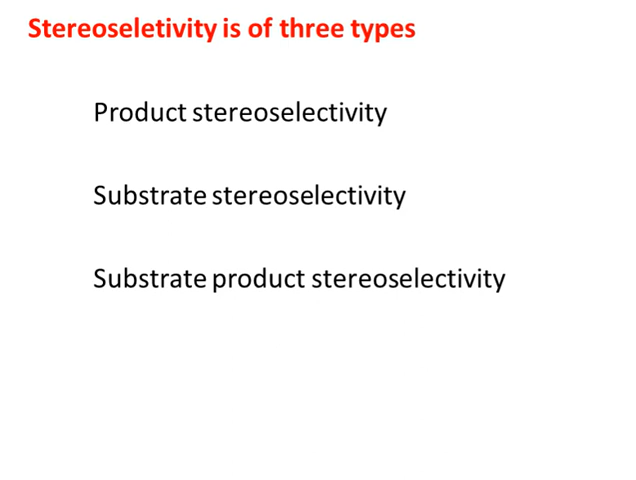 Stereoseletivity is of three types
Product stereoselectivity
Substrate stereoselectivity
Substrate product stereoselectivity